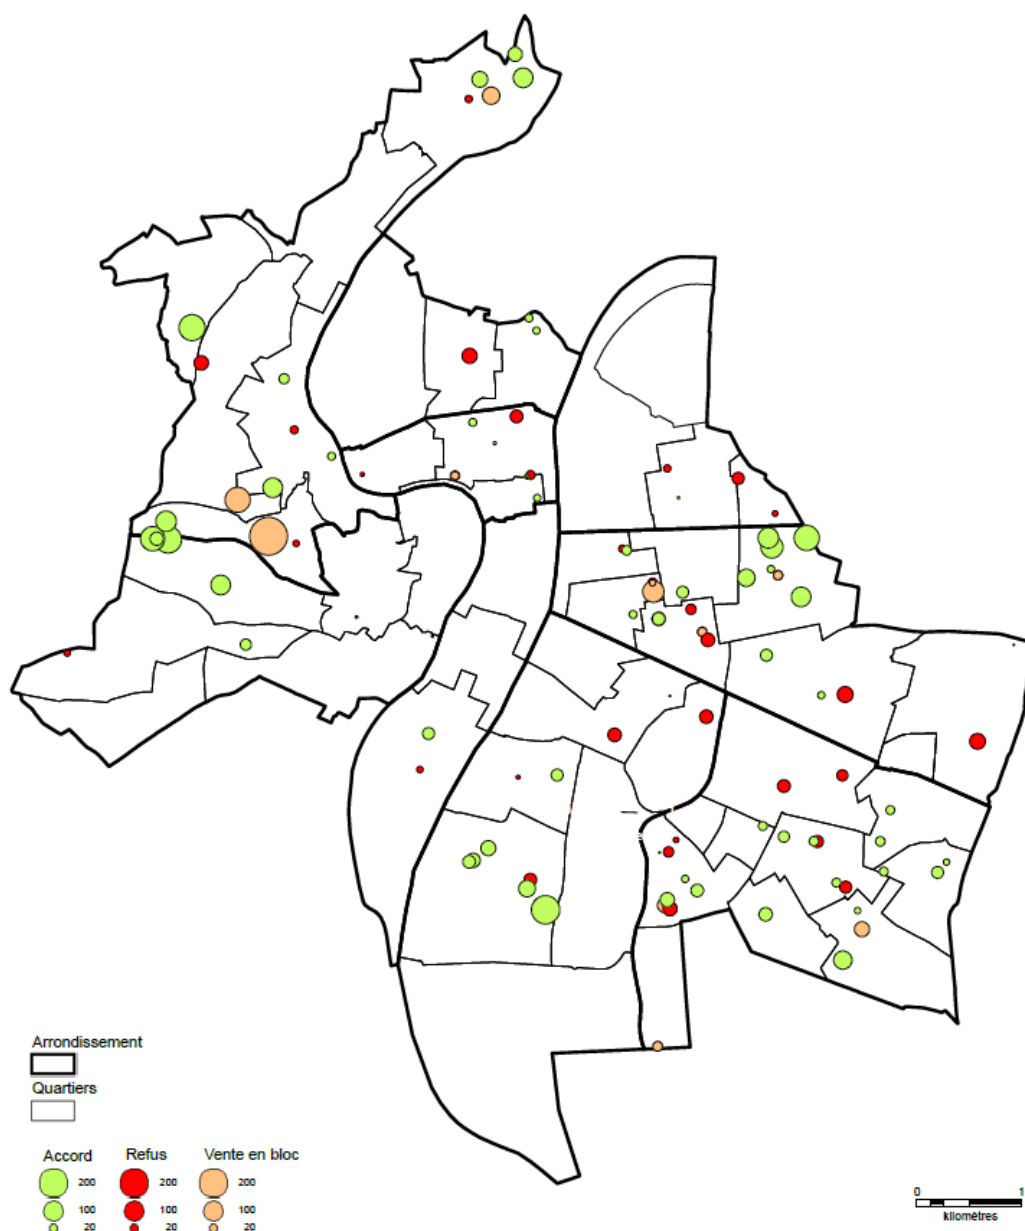 Arrondissement
Quartiers
Accord Refus Vente en bloc
200 200 200
100 100 100
20 20 20
0 1
kilomètres